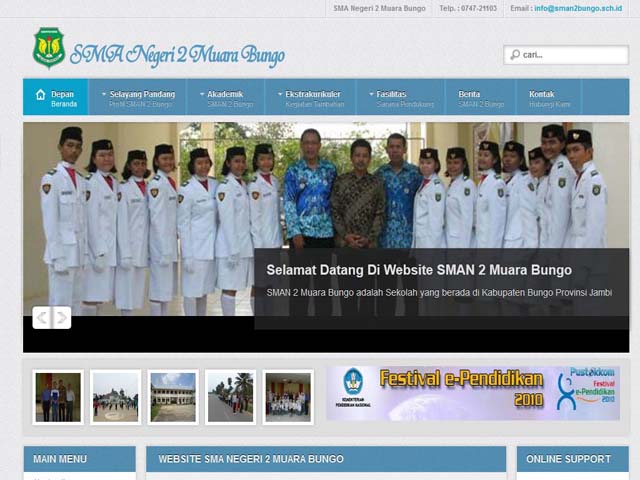 SMA Negeri 2 Muara Bungo
Telp. : 0747-21103
Email : info@sman2bungo.sch.id
SMA Negeri 2 Muara Bungo
cari...
Depan
Beranda
Selayang Pandang
Profil SMAN 2 Bungo
Akademik
SMAN 2 Bungo
Ekstrakurikuler
Kegiatan Tambahan
Fasilitas
Sarana Pendukung
Berita
SMAN 2 Bungo
Kontak
Hubungi Kami
Selamat Datang Di Website SMAN 2 Muara Bungo
SMAN 2 Muara Bungo adalah Sekolah yang berada di Kabupaten Bungo Provinsi Jambi
KEMENTERIAN
PENDIDIKAN NASIONAL
Festival e-Pendidikan
2010
Pustekkom
Festival
e-Pendidikan
2010
MAIN MENU
WEBSITE SMA NEGERI 2 MUARA BUNGO
ONLINE SUPPORT